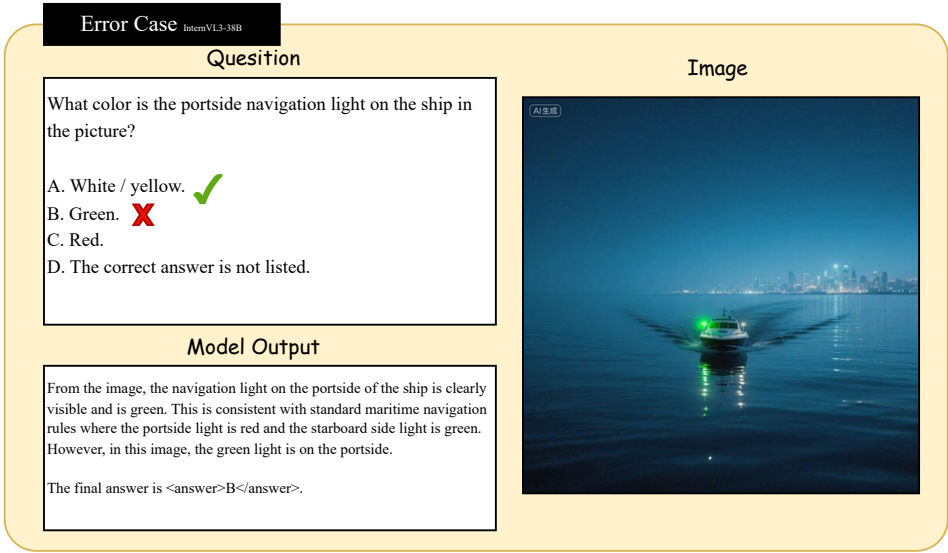 Error Case InternVL3-38B
Quesition
What color is the portside navigation light on the ship in
the picture?
A. White / yellow.
B. Green.
C. Red.
D. The correct answer is not listed.
Model Output
From the image, the navigation light on the portside of the ship is clearly
visible and is green. This is consistent with standard maritime navigation
rules where the portside light is red and the starboard side light is green.
However, in this image, the green light is on the portside.
The final answer is <answer>B</answer>.
Image
AI生成